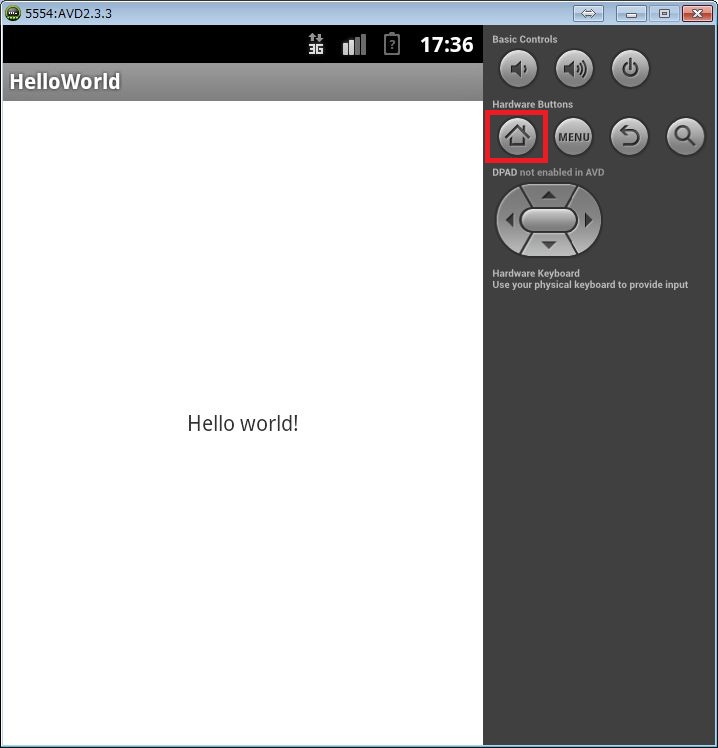 5554:AVD2.3.3
3G
?
17:36
HelloWorld
Hello world!
Basic Controls
Hardware Buttons
MENU
DPAD not enabled in AVD
Hardware Keyboard
Use your physical keyboard to provide input